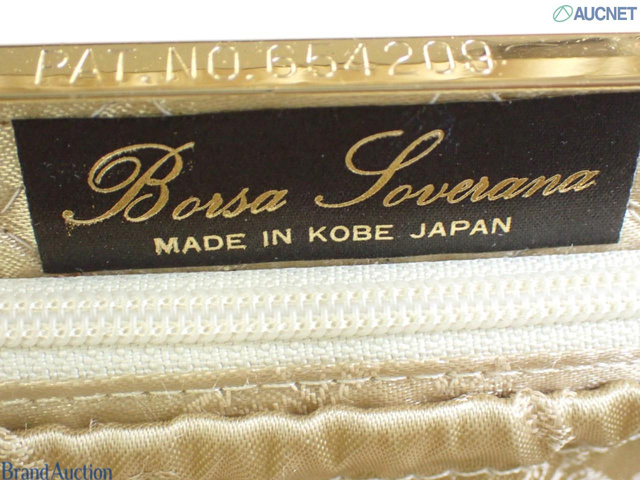 AUCNET
PAT.NO.654209
Borsa Soverana
MADE IN KOBE JAPAN
BrandAuction